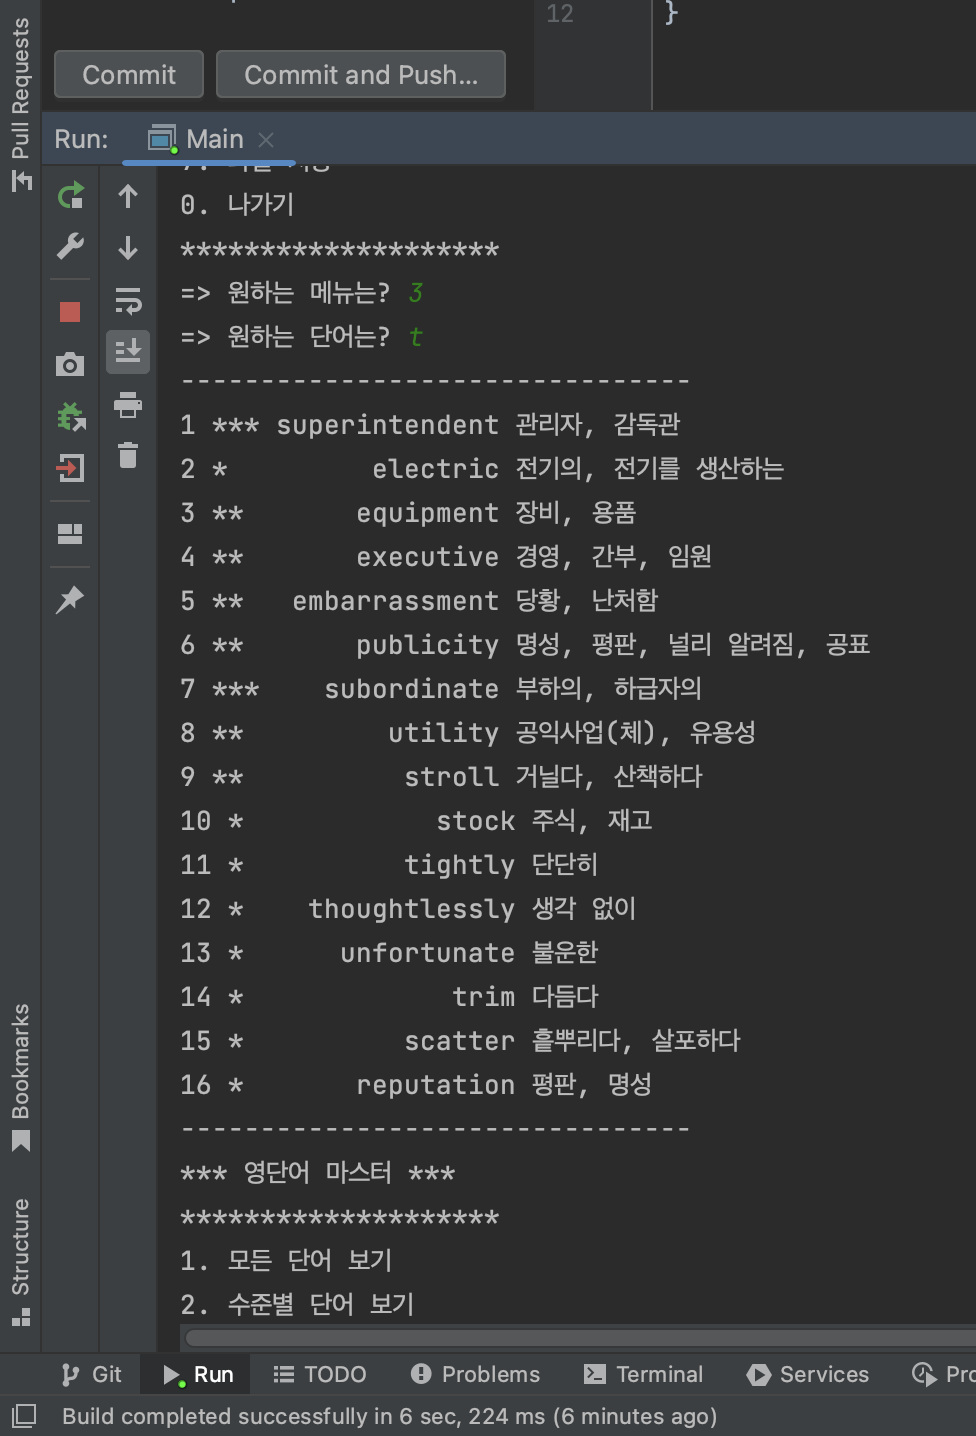 12 }
Pull Requests
Commit Commit and Push...
Run: Main
0. 나가기
********************
=> 원하는 메뉴는? 3
=> 원하는 단어는? t
--------------------------------
1 *** superintendent 관리자, 감독관
2 * electric 전기의, 전기를 생산하는
3 ** equipment 장비, 용품
4 ** executive 경영, 간부, 임원
5 ** embarrassment 당황, 난처함
6 ** publicity 명성, 평판, 널리 알려짐, 공표
7 *** subordinate 부하의, 하급자의
8 ** utility 공익사업(체), 유용성
9 ** stroll 거닐다, 산책하다
10 * stock 주식, 재고
11 * tightly 단단히
12 * thoughtlessly 생각 없이
13 * unfortunate 불운한
14 * trim 다듬다
15 * scatter 흩뿌리다, 살포하다
16 * reputation 평판, 명성
--------------------------------
*** 영단어 마스터 ***
********************
1. 모든 단어 보기
2. 수준별 단어 보기
Bookmarks
Structure
Git Run TODO Problems Terminal Services
Build completed successfully in 6 sec, 224 ms (6 minutes ago)